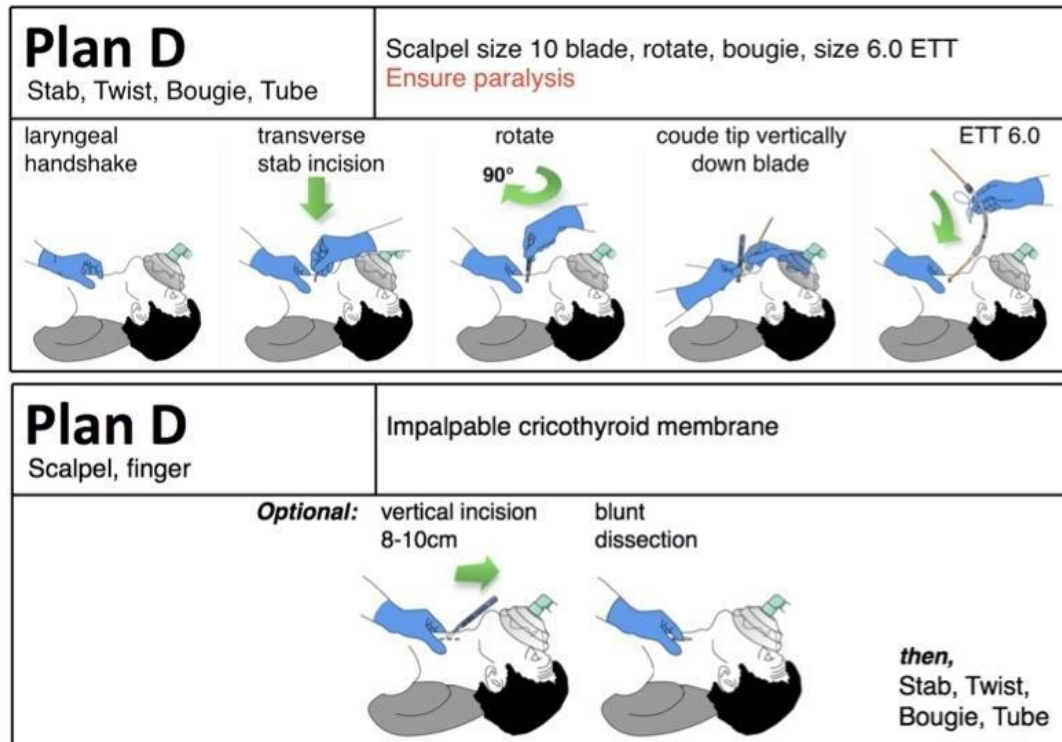 Plan D
Stab, Twist, Bougie, Tube
Scalpel size 10 blade, rotate, bougie, size 6.0 ETT
Ensure paralysis
laryngeal
handshake
transverse
stab incision
rotate
90°
coude tip vertically
down blade
ETT 6.0
Plan D
Scalpel, finger
Impalpable cricothyroid membrane
Optional:
vertical incision
8-10cm
blunt
dissection
then,
Stab, Twist,
Bougie, Tube